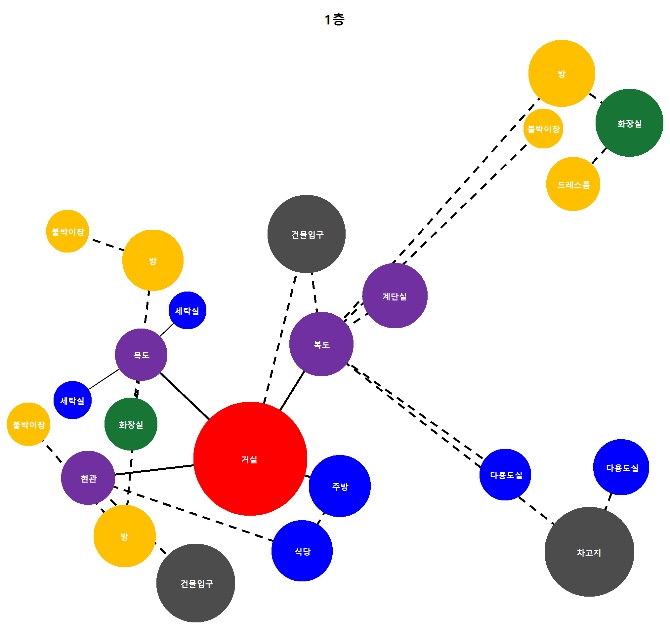 1층
방
화장실
붙박이장
드레스룸
건물입구
붙박이장
방
계단실
세탁실
복도
복도
세탁실
붙박이장
화장실
거실
현관
주방
다용도실
다용도실
방
식당
차고지
건물입구